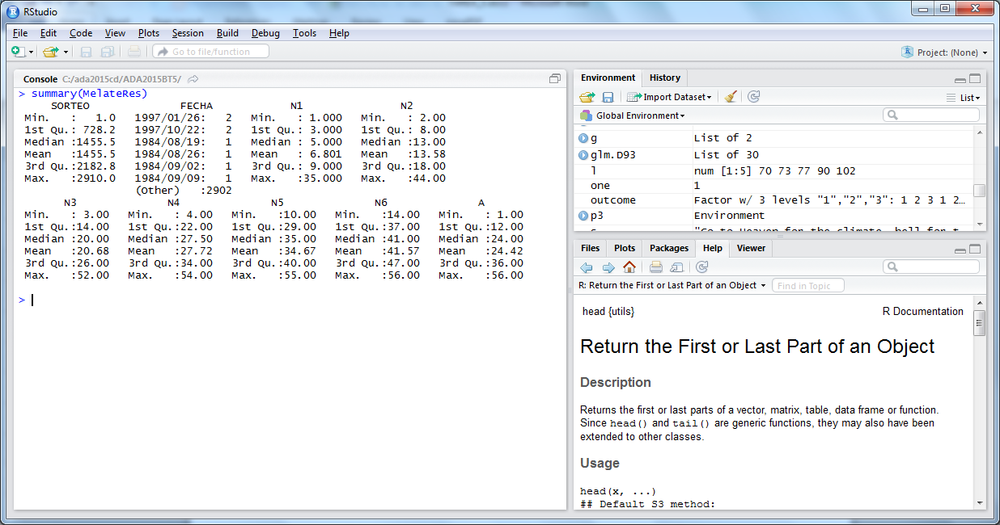 RStudio
File Edit Code View Plots Session Build Debug Tools Help
Go to file/function
Project: (None)
Console C:/ada2015cd/ADA2015BT5/
> summary(MelateRes)
     SORTEO              FECHA            N1               N2
 Min.   :   1.0   1997/01/26:   2   Min.   : 1.000   Min.   : 2.00
 1st Qu.: 728.2   1997/10/22:   2   1st Qu.: 3.000   1st Qu.: 8.00
 Median :1455.5   1984/08/19:   1   Median : 5.000   Median :13.00
 Mean   :1455.5   1984/08/26:   1   Mean   : 6.801   Mean   :13.58
 3rd Qu.:2182.8   1984/09/02:   1   3rd Qu.: 9.000   3rd Qu.:18.00
 Max.   :2910.0   1984/09/09:   1   Max.   :35.000   Max.   :44.00
                  (Other)   :2902
       N3              N4              N5              N6              A
 Min.   : 3.00   Min.   : 4.00   Min.   :10.00   Min.   :14.00   Min.   : 1.00
 1st Qu.:14.00   1st Qu.:22.00   1st Qu.:29.00   1st Qu.:37.00   1st Qu.:12.00
 Median :20.00   Median :27.50   Median :35.00   Median :41.00   Median :24.00
 Mean   :20.68   Mean   :27.72   Mean   :34.67   Mean   :41.57   Mean   :24.42
 3rd Qu.:26.00   3rd Qu.:34.00   3rd Qu.:40.00   3rd Qu.:47.00   3rd Qu.:36.00
 Max.   :52.00   Max.   :54.00   Max.   :55.00   Max.   :56.00   Max.   :56.00
>
Environment History
Import Dataset List
Global Environment
g List of 2
glm.D93 List of 30
l num [1:5] 70 73 77 90 102
one 1
outcome Factor w/ 3 levels "1","2","3": 1 2 3 1 2…
p3 Environment
Files Plots Packages Help Viewer
R: Return the First or Last Part of an Object Find in Topic
head {utils} R Documentation
Return the First or Last Part of an Object
Description
Returns the first or last parts of a vector, matrix, table, data frame or function.
Since head() and tail() are generic functions, they may also have been
extended to other classes.
Usage
head(x, ...)
## Default S3 method: